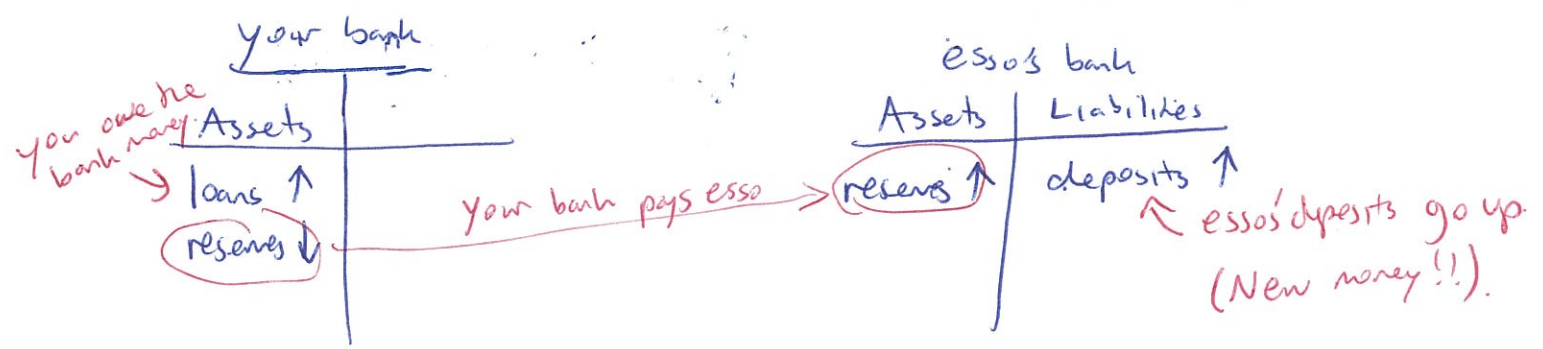 your bank
you owe the
bank money
Assets
loans ↑
reserves ↓
Your bank pays esso
esso's bank
Assets
Liabilities
reserves ↑
deposits ↑
esso's deposits go up.
(New money!!).